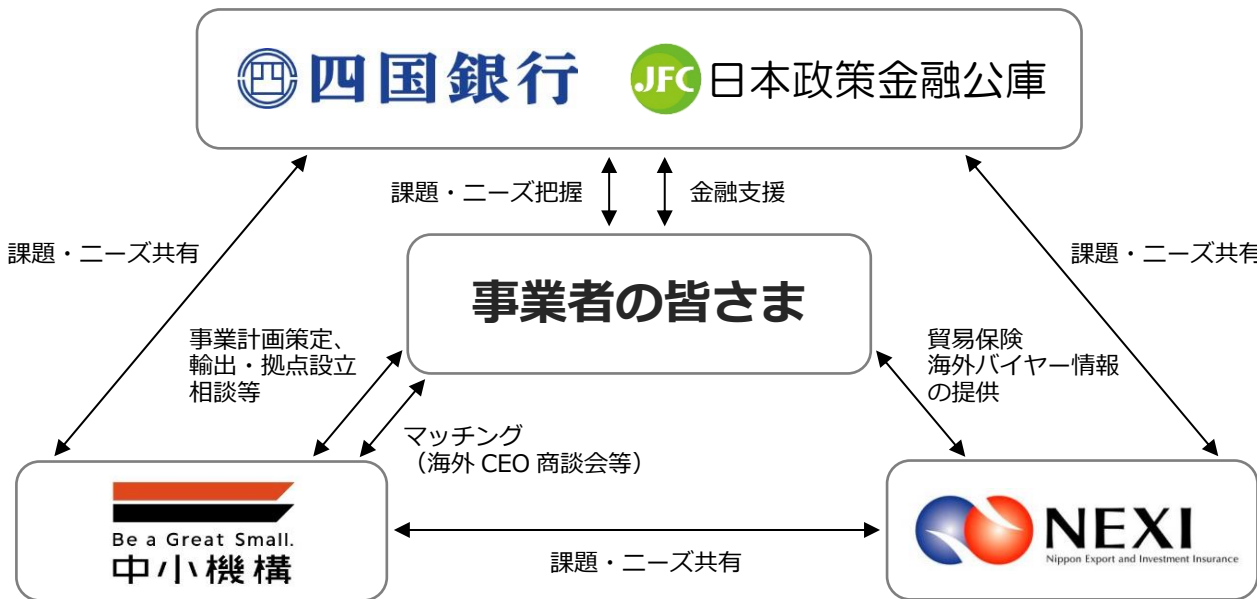 四国銀行
JFC 日本政策金融公庫
課題・ニーズ把握
金融支援
課題・ニーズ共有
課題・ニーズ共有
事業者の皆さま
事業計画策定、
輸出・拠点設立
相談等
貿易保険
海外バイヤー情報
の提供
マッチング
（海外 CEO 商談会等）
Be a Great Small.
中小機構
課題・ニーズ共有
NEXI
Nippon Export and Investment Insurance